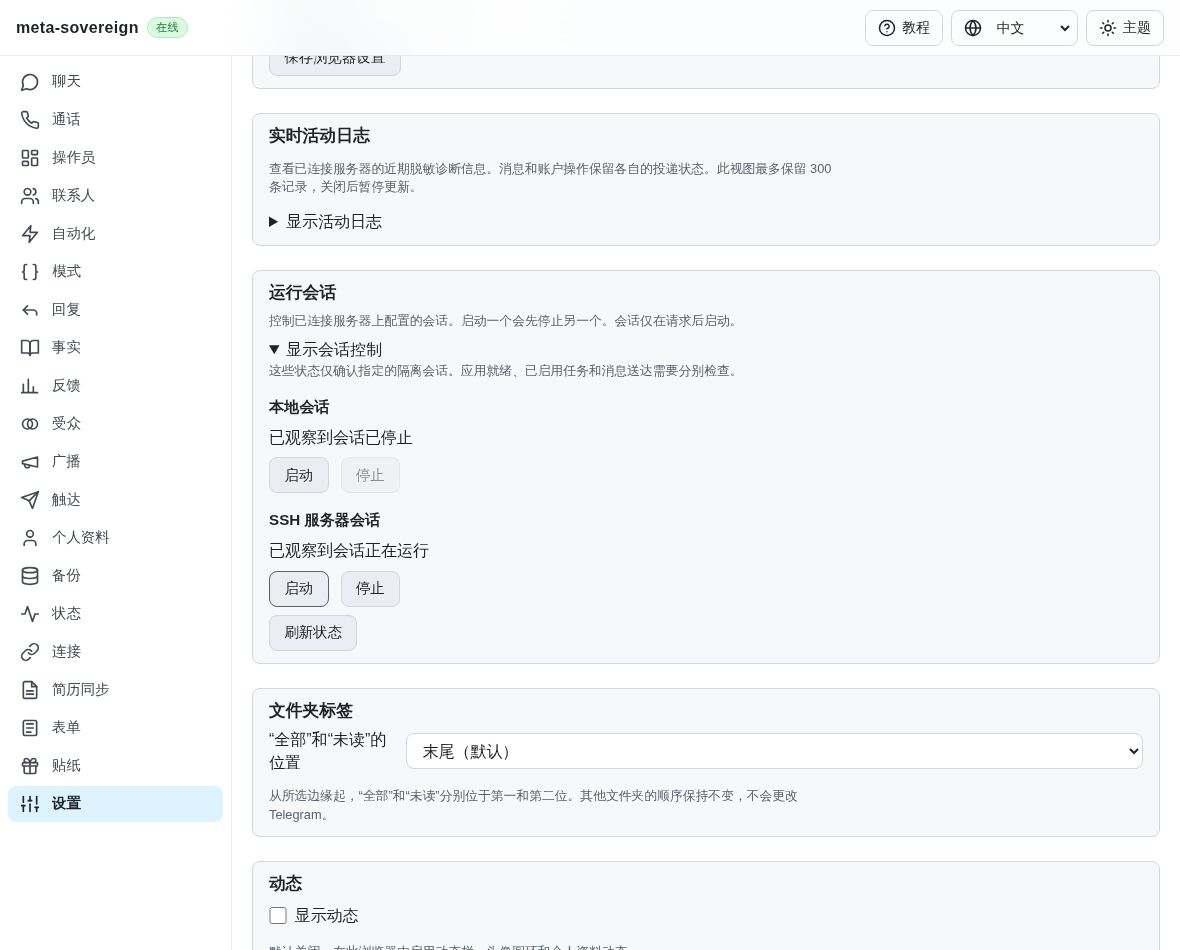 meta-sovereign 在线 教程 中文 主题
聊天
通话
操作员
联系人
自动化
模式
回复
事实
反馈
受众
广播
触达
个人资料
备份
状态
连接
简历同步
表单
贴纸
设置
保存浏览器设置
实时活动日志
查看已连接服务器的近期脱敏诊断信息。消息和账户操作保留各自的投递状态。此视图最多保留 300
条记录，关闭后暂停更新。
显示活动日志
运行会话
控制已连接服务器上配置的会话。启动一个会先停止另一个。会话仅在请求后启动。
显示会话控制
这些状态仅确认指定的隔离会话。应用就绪、已启用任务和消息送达需要分别检查。
本地会话
已观察到会话已停止
启动 停止
SSH 服务器会话
已观察到会话正在运行
启动 停止
刷新状态
文件夹标签
“全部”和“未读”的
位置
末尾（默认）
从所选边缘起，“全部”和“未读”分别位于第一和第二位。其他文件夹的顺序保持不变，不会更改
Telegram。
动态
显示动态